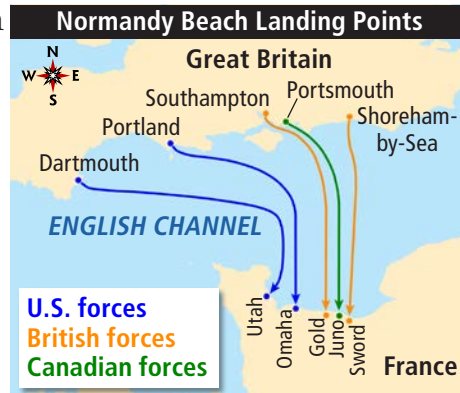 Normandy Beach Landing Points
N
W E
S
Great Britain
Southampton
Portsmouth
Portland
Shoreham-
by-Sea
Dartmouth
ENGLISH CHANNEL
Utah
Omaha
Gold
Juno
Sword
U.S. forces
British forces
Canadian forces
France